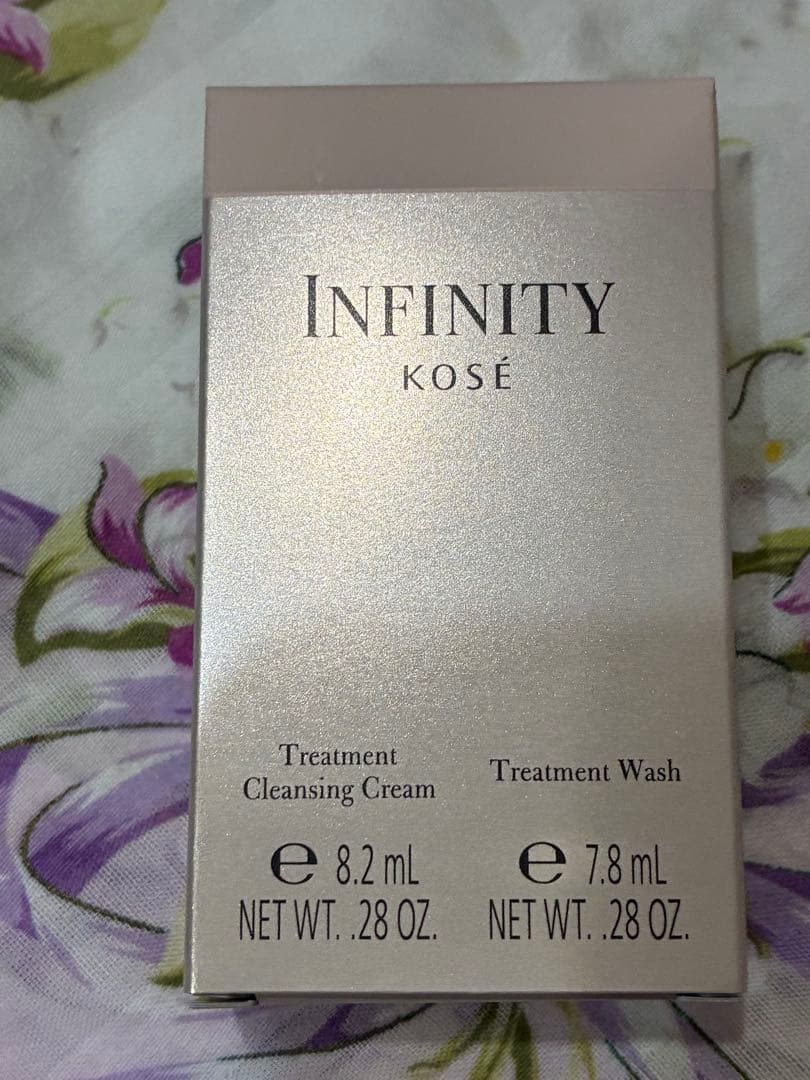 INFINITY
KOSÉ
Treatment
Cleansing Cream
℮ 8.2 mL
NET WT. .28 OZ.
Treatment Wash
℮ 7.8 mL
NET WT. .28 OZ.